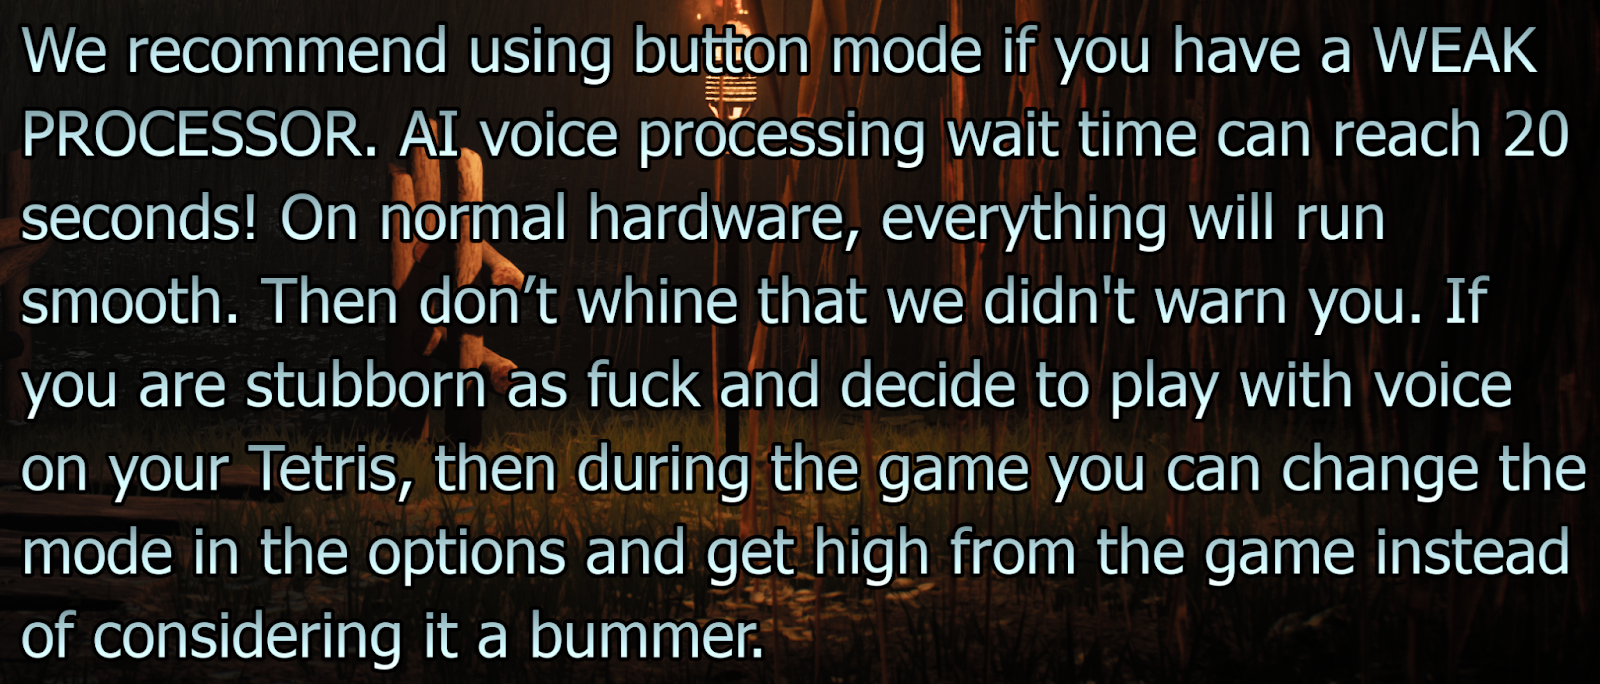 We recommend using button mode if you have a WEAK
PROCESSOR. AI voice processing wait time can reach 20
seconds! On normal hardware, everything will run
smooth. Then don’t whine that we didn't warn you. If
you are stubborn as fuck and decide to play with voice
on your Tetris, then during the game you can change the
mode in the options and get high from the game instead
of considering it a bummer.